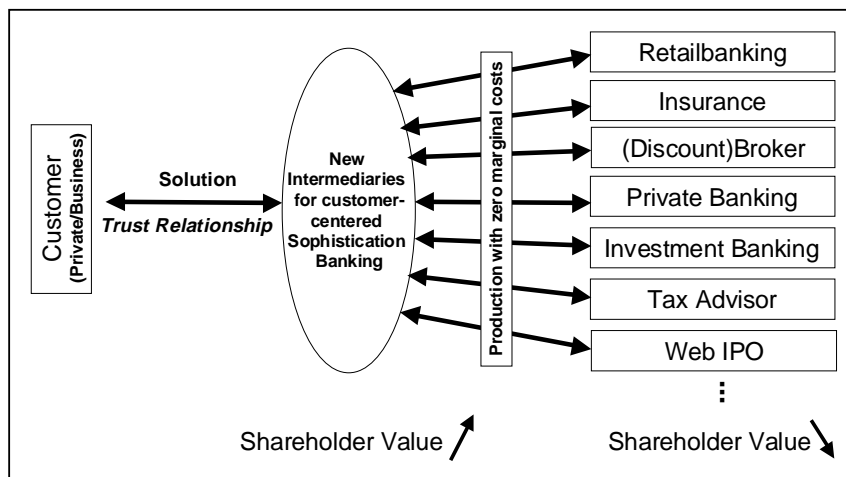 Customer
(Private/Business)
Solution
Trust Relationship
New
Intermediaries
for customer-
centered
Sophistication
Banking
Production with zero marginal costs
Retailbanking
Insurance
(Discount)Broker
Private Banking
Investment Banking
Tax Advisor
Web IPO
...
Shareholder Value
Shareholder Value